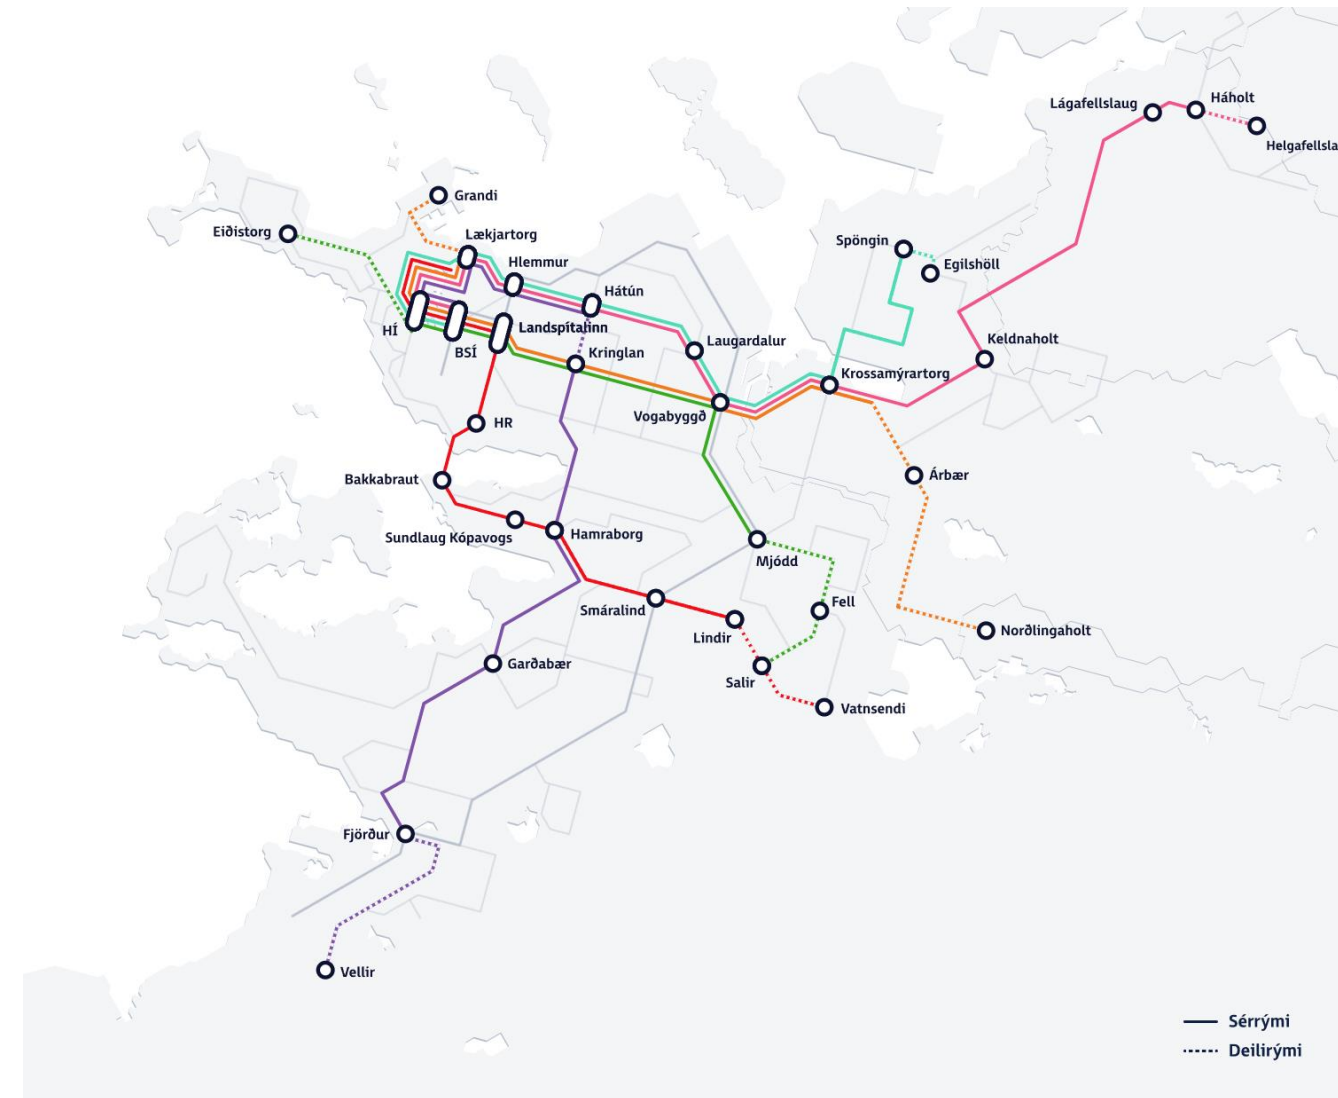 Lágafellslaug
Háholt
Helgafellsla
Grandi
Eiðistorg
Lækjartorg
Spöngin
Hlemmur
Egilshöll
Hátún
HÍ
Landspítalinn
BSÍ
Laugardalur
Keldnaholt
Kringlan
Krossamýrartorg
Vogabyggð
HR
Bakkabraut
Árbær
Sundlaug Kópavogs
Hamraborg
Mjódd
Smáralind
Fell
Lindir
Norðlingaholt
Garðabær
Salir
Vatnsendi
Fjörður
Vellir
Sérrými
Deilirými